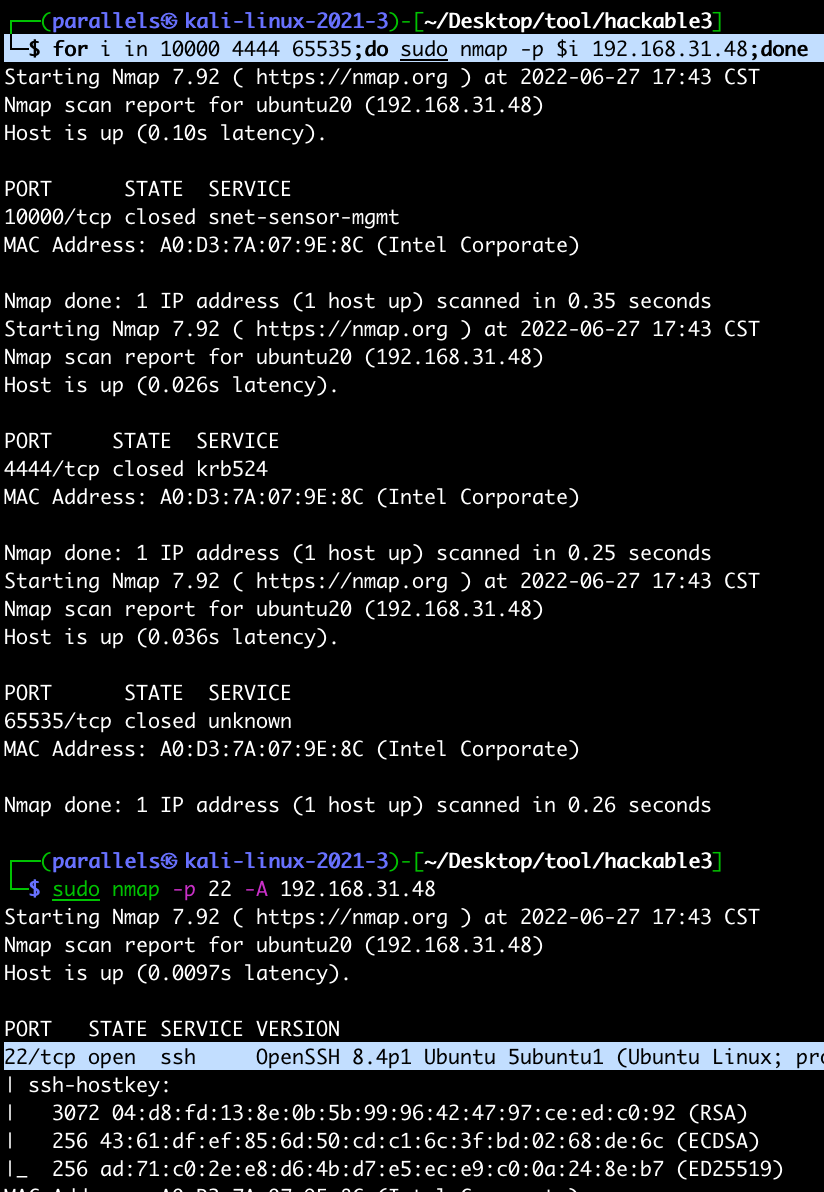 ┌──(parallels㉿kali-linux-2021-3)-[~/Desktop/tool/hackable3]
└─$ for i in 10000 4444 65535;do sudo nmap -p $i 192.168.31.48;done
Starting Nmap 7.92 ( https://nmap.org ) at 2022-06-27 17:43 CST
Nmap scan report for ubuntu20 (192.168.31.48)
Host is up (0.10s latency).
PORT      STATE  SERVICE
10000/tcp closed snet-sensor-mgmt
MAC Address: A0:D3:7A:07:9E:8C (Intel Corporate)
Nmap done: 1 IP address (1 host up) scanned in 0.35 seconds
Starting Nmap 7.92 ( https://nmap.org ) at 2022-06-27 17:43 CST
Nmap scan report for ubuntu20 (192.168.31.48)
Host is up (0.026s latency).
PORT     STATE  SERVICE
4444/tcp closed krb524
MAC Address: A0:D3:7A:07:9E:8C (Intel Corporate)
Nmap done: 1 IP address (1 host up) scanned in 0.25 seconds
Starting Nmap 7.92 ( https://nmap.org ) at 2022-06-27 17:43 CST
Nmap scan report for ubuntu20 (192.168.31.48)
Host is up (0.036s latency).
PORT      STATE  SERVICE
65535/tcp closed unknown
MAC Address: A0:D3:7A:07:9E:8C (Intel Corporate)
Nmap done: 1 IP address (1 host up) scanned in 0.26 seconds
┌──(parallels㉿kali-linux-2021-3)-[~/Desktop/tool/hackable3]
└─$ sudo nmap -p 22 -A 192.168.31.48
Starting Nmap 7.92 ( https://nmap.org ) at 2022-06-27 17:43 CST
Nmap scan report for ubuntu20 (192.168.31.48)
Host is up (0.0097s latency).
PORT   STATE SERVICE VERSION
22/tcp open  ssh     OpenSSH 8.4p1 Ubuntu 5ubuntu1 (Ubuntu Linux; pro
| ssh-hostkey:
|   3072 04:d8:fd:13:8e:0b:5b:99:96:42:47:97:ce:ed:c0:92 (RSA)
|   256 43:61:df:ef:85:6d:50:cd:c1:6c:3f:bd:02:68:de:6c (ECDSA)
|_  256 ad:71:c0:2e:e8:d6:4b:d7:e5:ec:e9:c0:0a:24:8e:b7 (ED25519)